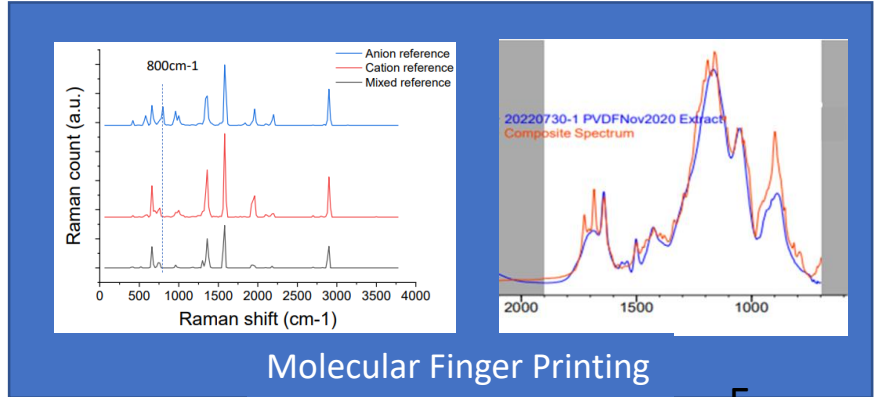 800cm-1
Anion reference
Cation reference
Mixed reference
Raman count (a.u.)
0 500 1000 1500 2000 2500 3000 3500 4000
Raman shift (cm-1)
20220730-1 PVDFNov2020 Extract
Composite Spectrum
2000 1500 1000
Molecular Finger Printing